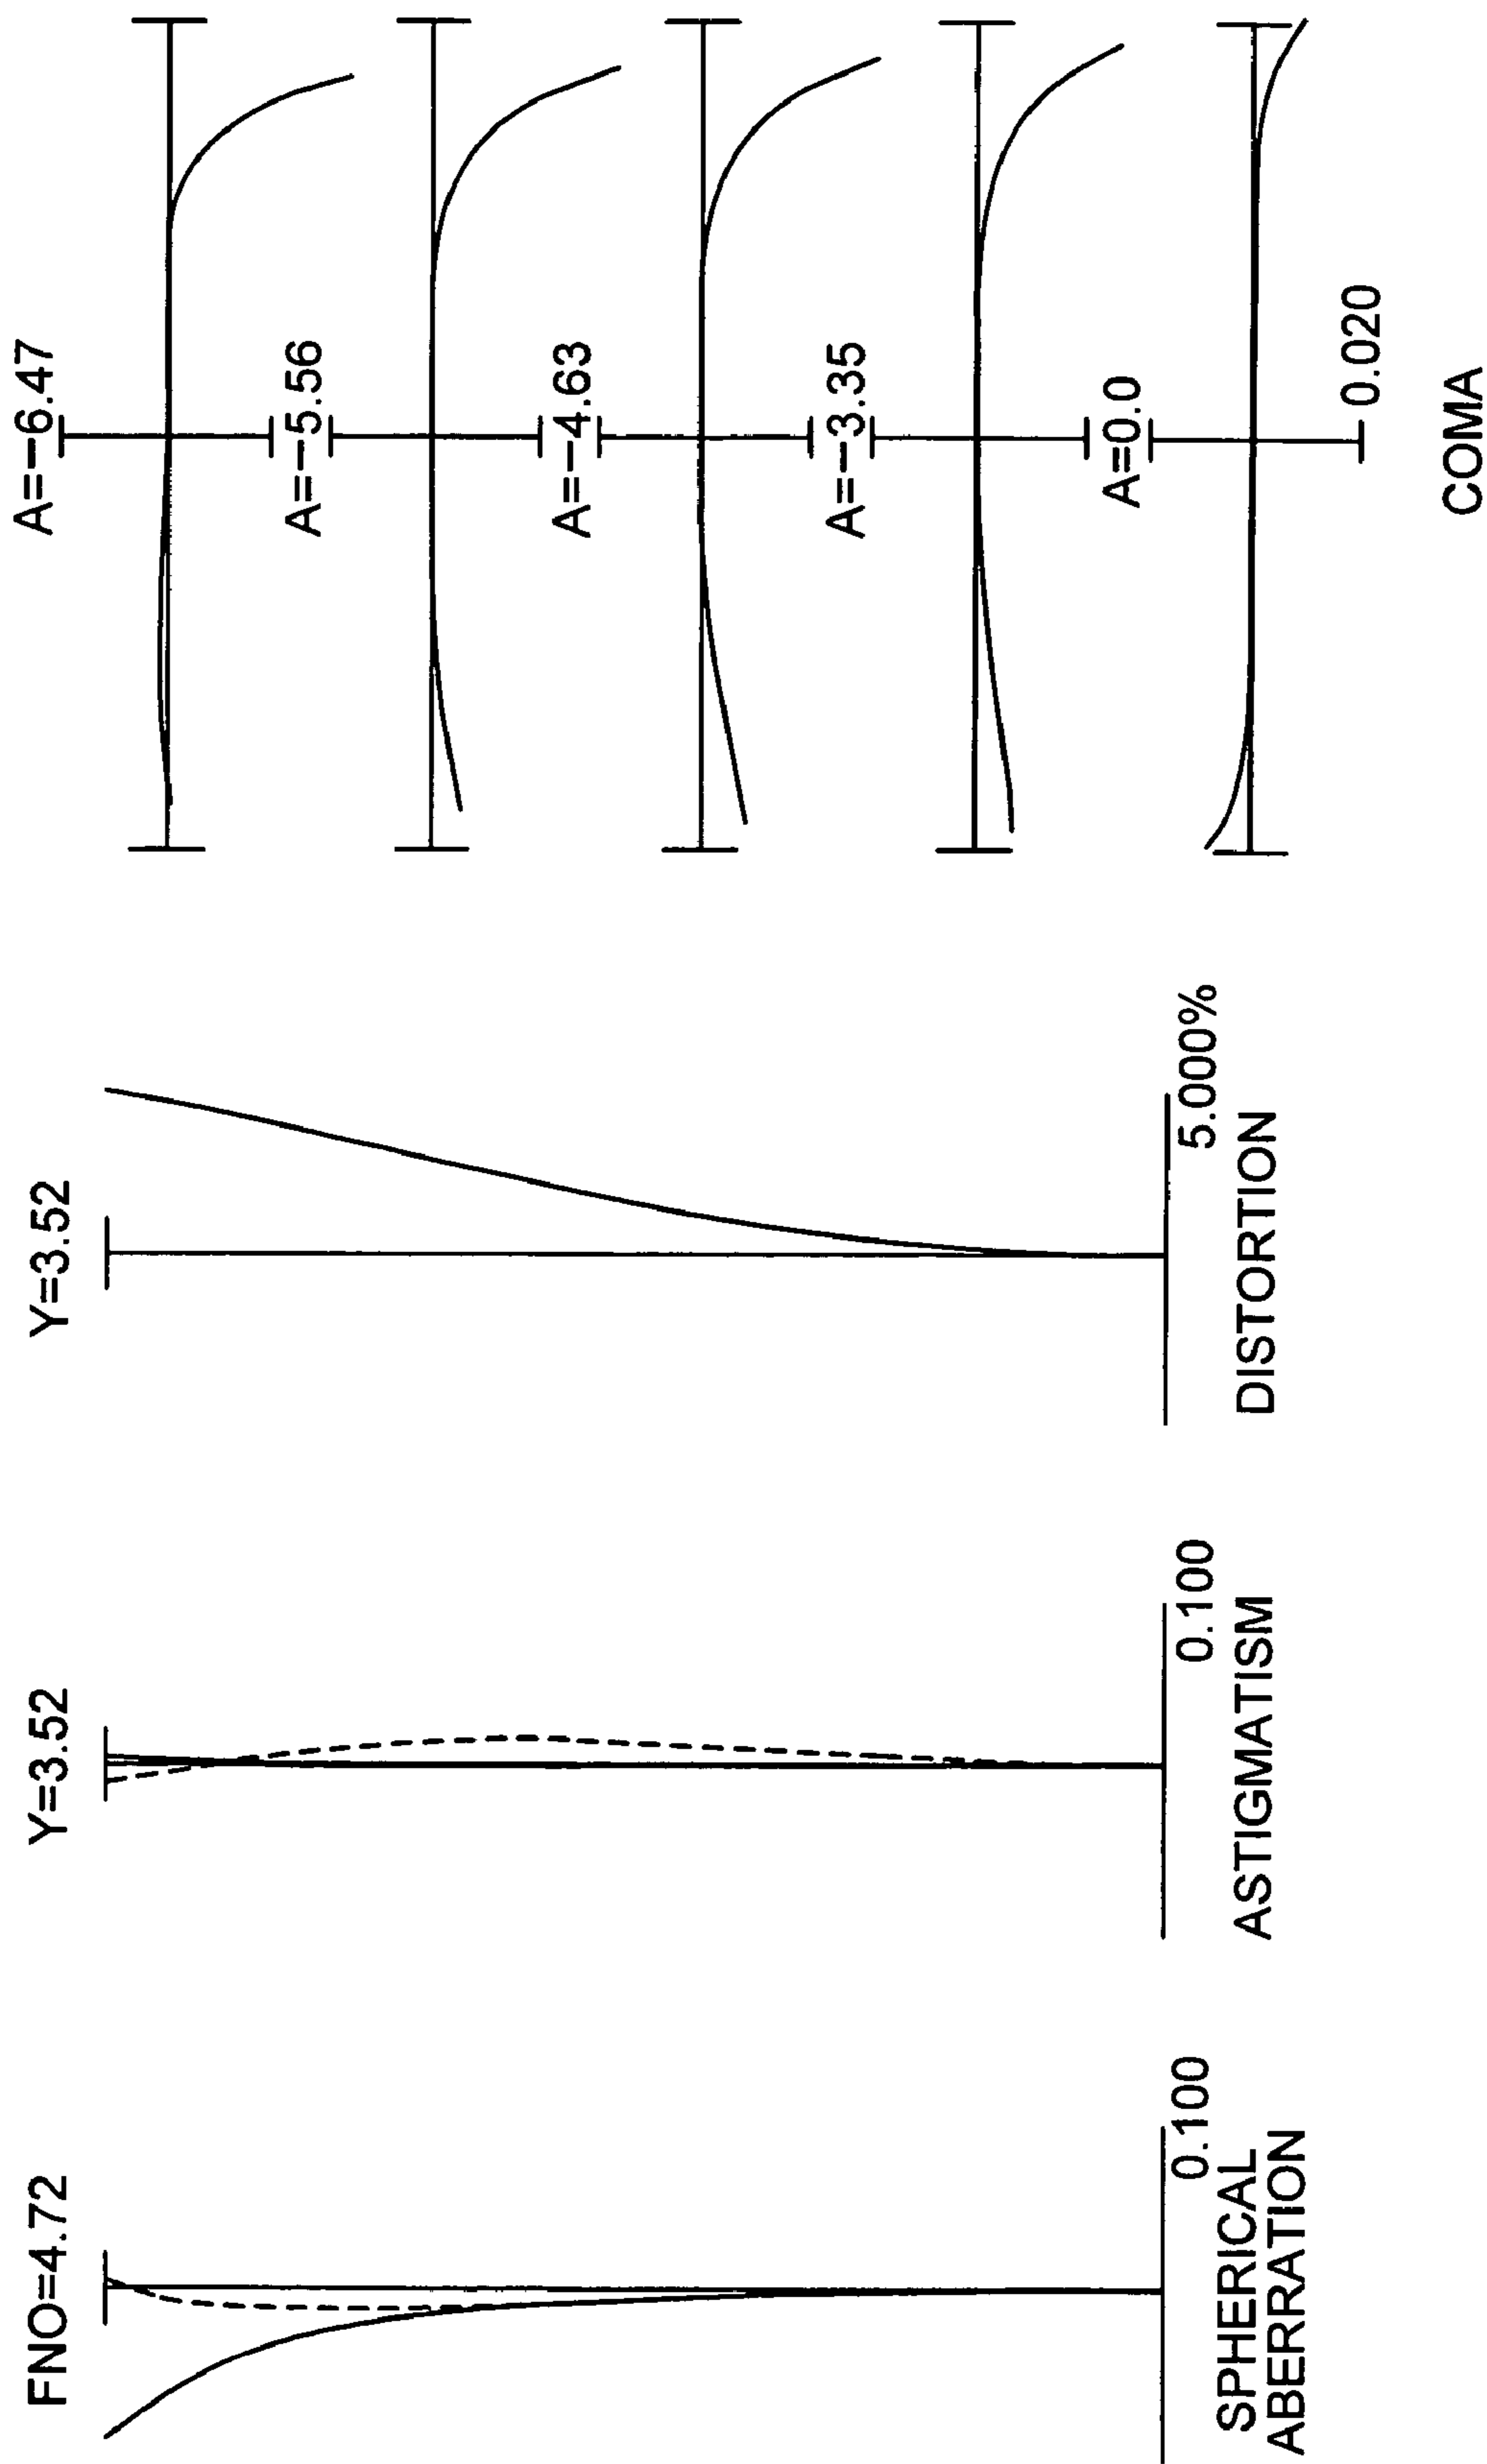 FNO=4.72
0.100
SPHERICAL
ABERRATION
Y=3.52
0.100
ASTIGMATISM
Y=3.52
5.000%
DISTORTION
A=-6.47
A=-5.56
A=-4.63
A=-3.35
A=0.0
0.020
COMA